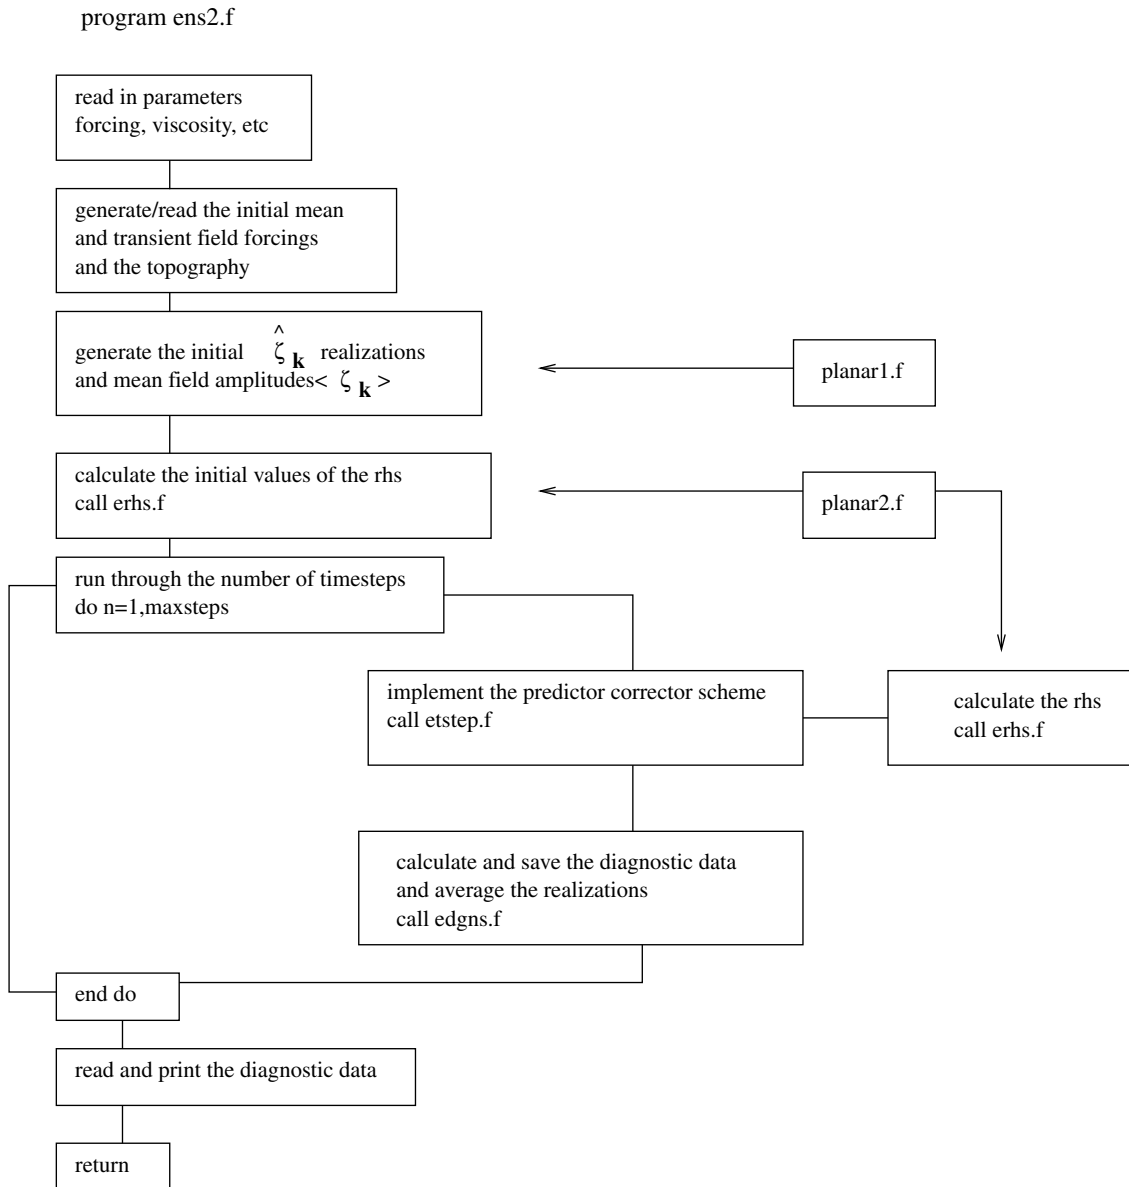 program ens2.f
read in parameters
forcing, viscosity, etc
generate/read the initial mean
and transient field forcings
and the topography
generate the initial ζ̂_k realizations
and mean field amplitudes< ζ_k >
planar1.f
calculate the initial values of the rhs
call erhs.f
planar2.f
run through the number of timesteps
do n=1,maxsteps
implement the predictor corrector scheme
call etstep.f
calculate the rhs
call erhs.f
calculate and save the diagnostic data
and average the realizations
call edgns.f
end do
read and print the diagnostic data
return